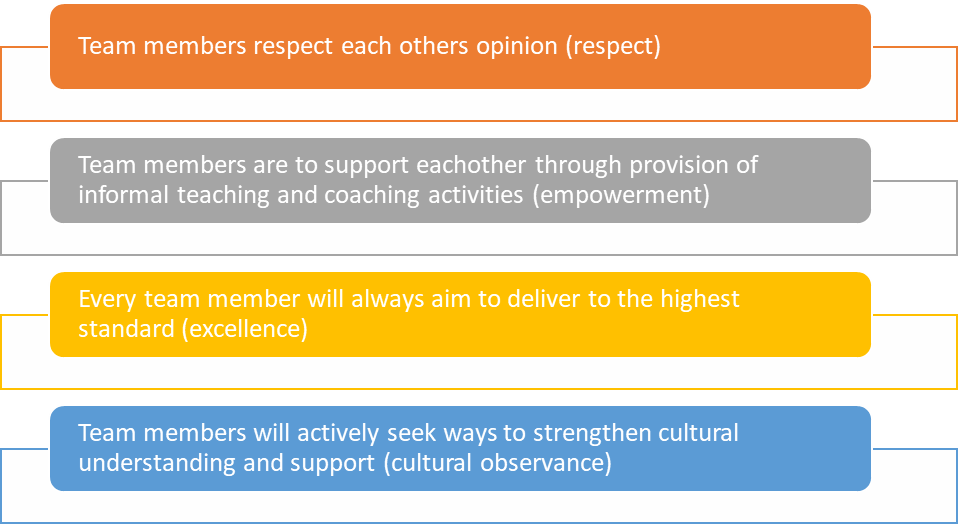 Team members respect each others opinion (respect)
Team members are to support eachother through provision of
informal teaching and coaching activities (empowerment)
Every team member will always aim to deliver to the highest
standard (excellence)
Team members will actively seek ways to strengthen cultural
understanding and support (cultural observance)